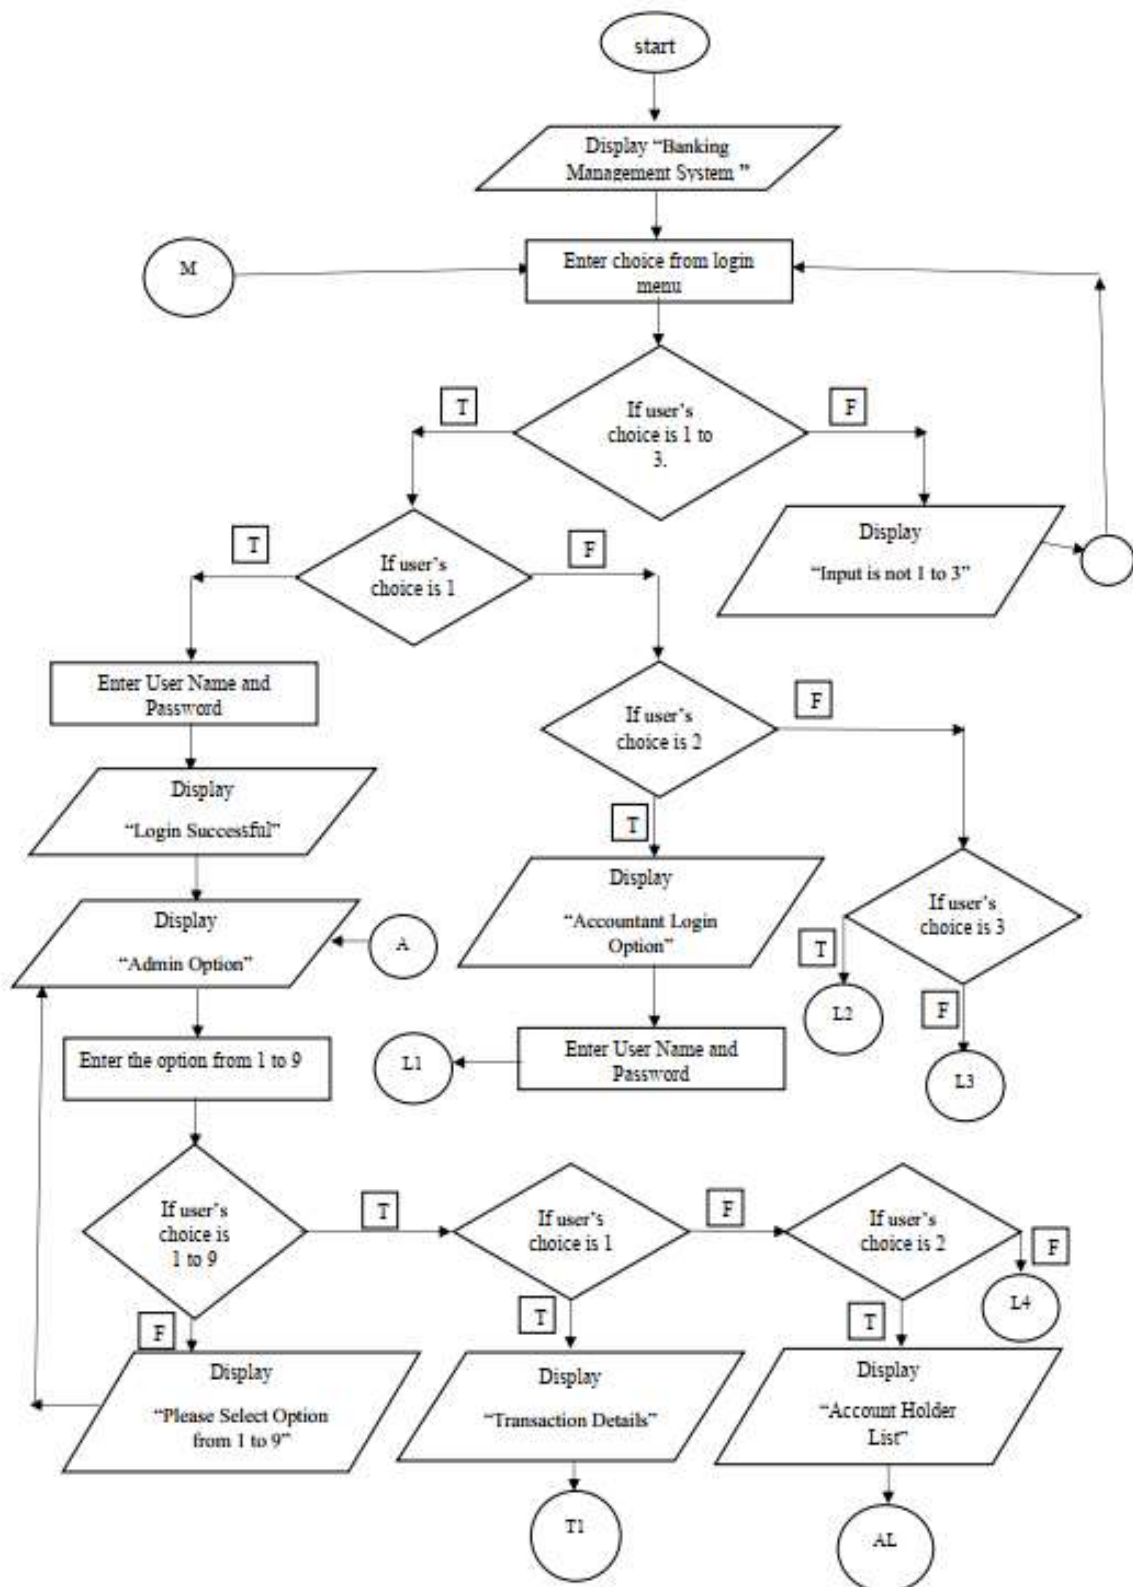 start
Display “Banking
Management System ”
M
Enter choice from login
menu
T
If user’s
choice is 1 to
3.
F
T
If user’s
choice is 1
F
Display
“Input is not 1 to 3”
Enter User Name and
Password
If user’s
choice is 2
F
Display
“Login Successful”
T
Display
“Accountant Login
Option”
If user’s
choice is 3
Display
“Admin Option”
A
T
L2
F
Enter the option from 1 to 9
L1
Enter User Name and
Password
L3
If user’s
choice is
1 to 9
T
If user’s
choice is 1
F
If user’s
choice is 2
F
L4
F
T
T
Display
“Please Select Option
from 1 to 9”
Display
“Transaction Details”
Display
“Account Holder
List”
T1
AL